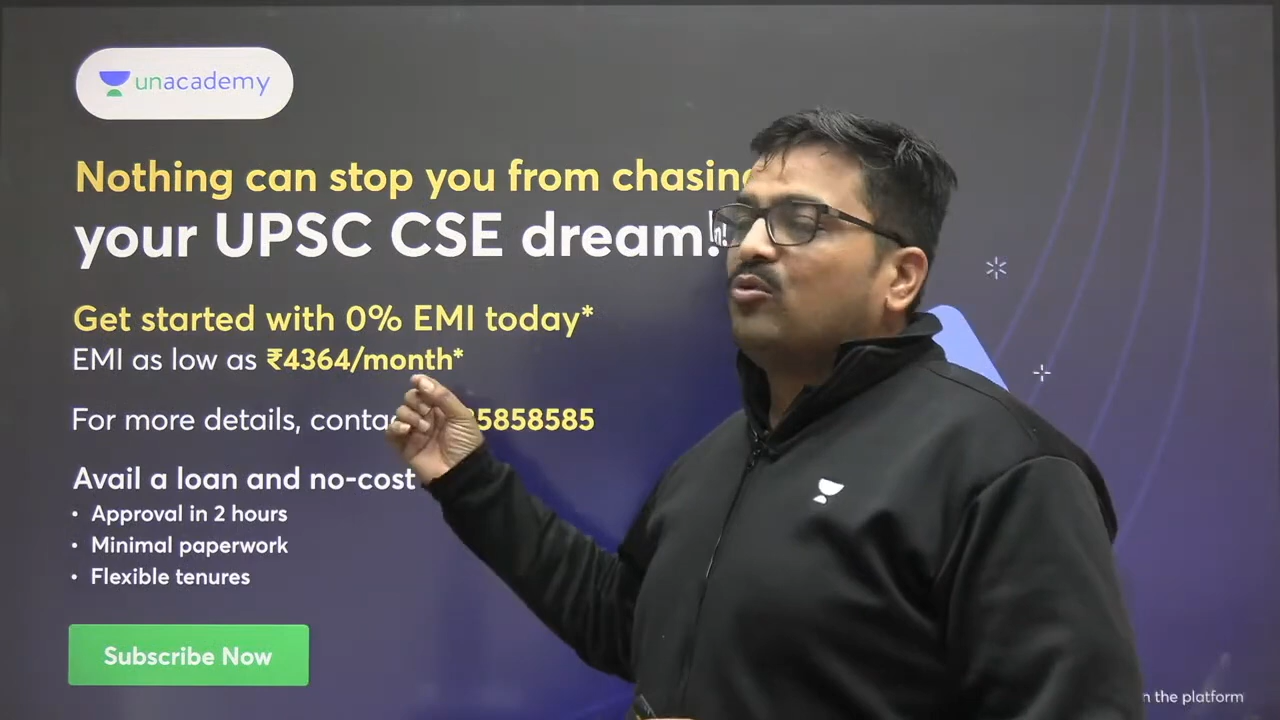 unacademy
Nothing can stop you from chasing
your UPSC CSE dream!
Get started with 0% EMI today*
EMI as low as ₹4364/month*
For more details, 5858585
Avail a loan and no-cost
• Approval in 2 hours
• Minimal paperwork
• Flexible tenures
Subscribe Now
the platform